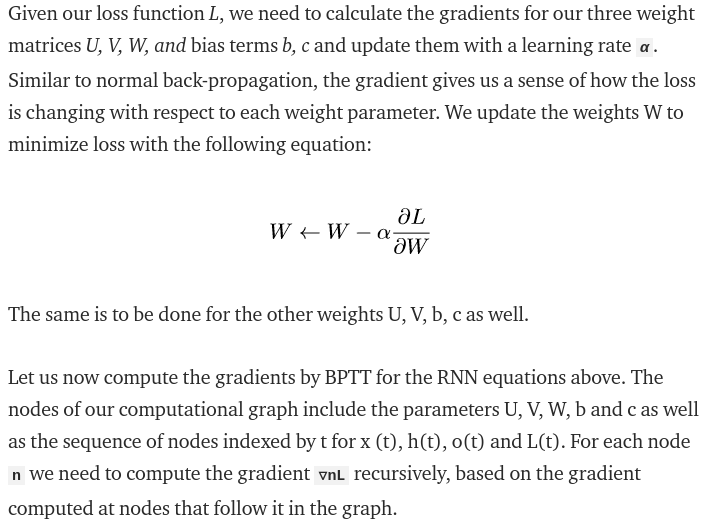 Given our loss function L, we need to calculate the gradients for our three weight
matrices U, V, W, and bias terms b, c and update them with a learning rate α.
Similar to normal back-propagation, the gradient gives us a sense of how the loss
is changing with respect to each weight parameter. We update the weights W to
minimize loss with the following equation:
W ← W − α ∂L/∂W
The same is to be done for the other weights U, V, b, c as well.
Let us now compute the gradients by BPTT for the RNN equations above. The
nodes of our computational graph include the parameters U, V, W, b and c as well
as the sequence of nodes indexed by t for x (t), h(t), o(t) and L(t). For each node
n we need to compute the gradient ∇nL recursively, based on the gradient
computed at nodes that follow it in the graph.